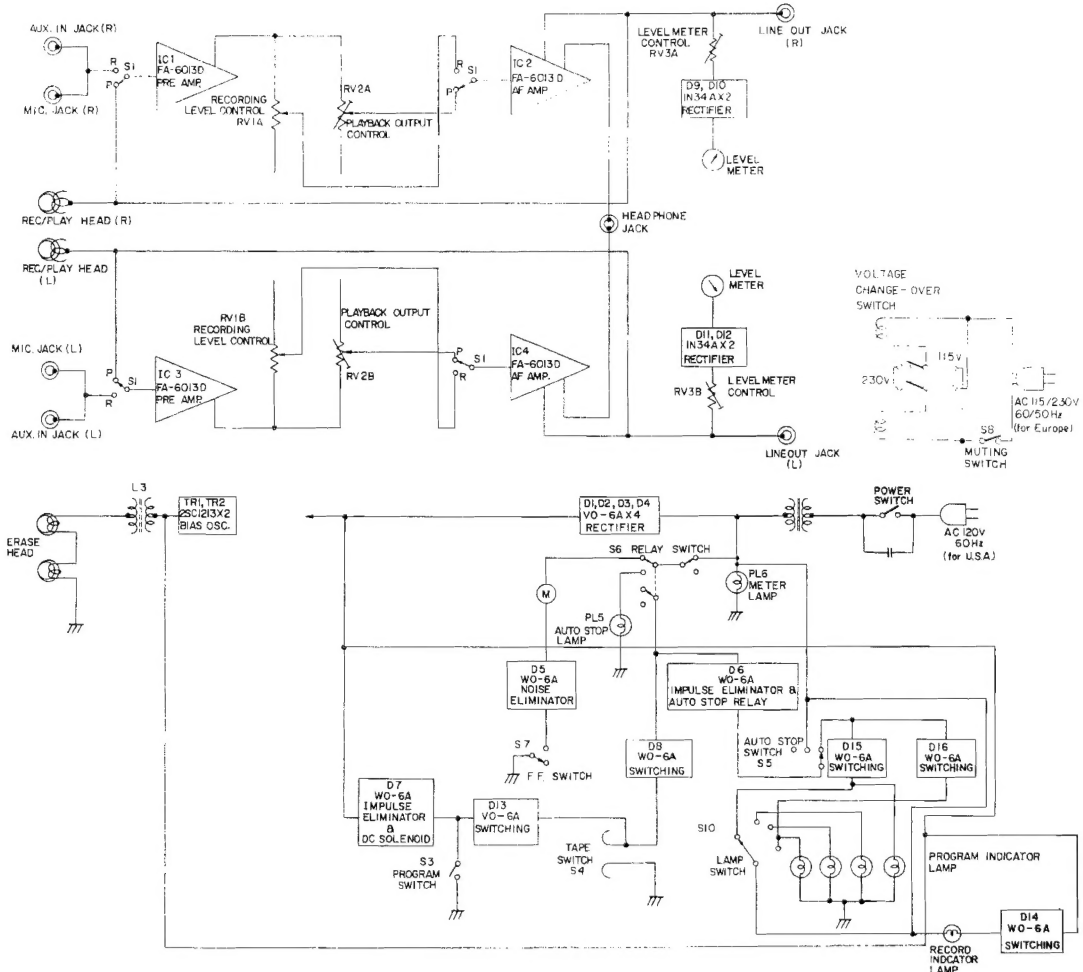 AUX. IN JACK (R)
MIC. JACK (R)
R
P
S1
IC1
FA-6013D
PRE AMP.
RECORDING
LEVEL CONTROL
RV1A
RV2A
PLAYBACK OUTPUT
CONTROL
R
P
S1
IC2
FA-6013D
AF AMP.
LEVELMETER
CONTROL
RV3A
LINE OUT JACK
(R)
D9, D10
IN34AX2
RECTIFIER
LEVEL
METER
REC/PLAY HEAD (R)
HEADPHONE
JACK
REC/PLAY HEAD
(L)
MIC. JACK (L)
AUX. IN JACK (L)
P
R
S1
IC 3
FA-6013D
PRE AMP.
RV1B
RECORDING
LEVEL CONTROL
PLAYBACK OUTPUT
CONTROL
RV2B
P
R
S1
IC4
FA-6013D
AF AMP.
LEVEL
METER
D11, D12
IN34AX2
RECTIFIER
RV3B
LEVELMETER
CONTROL
LINEOUT JACK
(L)
VOLTAGE
CHANGE-OVER
SWITCH
115V
230V
AC 115/230V
60/50Hz
(for Europe)
S8
MUTING
SWITCH
L3
TR1, TR2
2SC1213X2
BIAS OSC.
ERASE
HEAD
D1, D2, D3, D4
VO-6AX4
RECTIFIER
POWER
SWITCH
AC 120V
60Hz
(for U.S.A)
S6 RELAY SWITCH
M
PL5
AUTO STOP
LAMP
PL6
METER
LAMP
D5
WO-6A
NOISE
ELIMINATOR
D6
WO-6A
IMPULSE ELIMINATOR &
AUTO STOP RELAY
S7
F.F. SWITCH
D8
WO-6A
SWITCHING
AUTO STOP
SWITCH
S5
D15
WO-6A
SWITCHING
D16
WO-6A
SWITCHING
D7
WO-6A
IMPULSE
ELIMINATOR
&
DC SOLENOID
D13
VO-6A
SWITCHING
S3
PROGRAM
SWITCH
TAPE
SWITCH
S4
S10
LAMP
SWITCH
PROGRAM INDICATOR
LAMP
RECORD
INDCATOR
LAMP
D14
WO-6A
SWITCHING